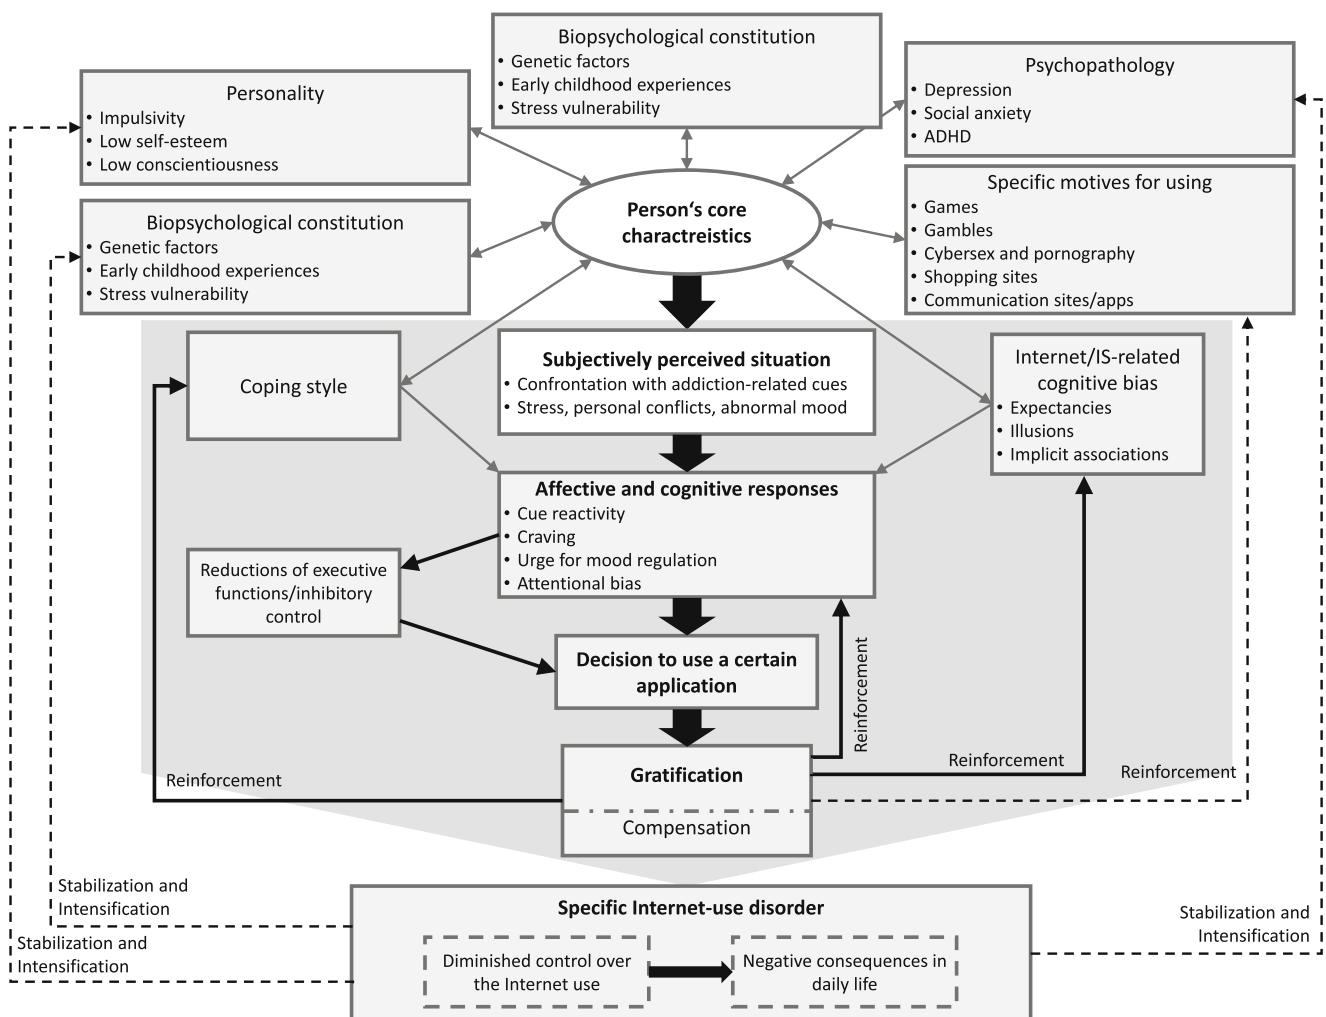 Biopsychological constitution
• Genetic factors
• Early childhood experiences
• Stress vulnerability
Personality
• Impulsivity
• Low self-esteem
• Low conscientiousness
Psychopathology
• Depression
• Social anxiety
• ADHD
Biopsychological constitution
• Genetic factors
• Early childhood experiences
• Stress vulnerability
Person‘s core
charactreistics
Specific motives for using
• Games
• Gambles
• Cybersex and pornography
• Shopping sites
• Communication sites/apps
Coping style
Subjectively perceived situation
• Confrontation with addiction-related cues
• Stress, personal conflicts, abnormal mood
Internet/IS-related
cognitive bias
• Expectancies
• Illusions
• Implicit associations
Affective and cognitive responses
• Cue reactivity
• Craving
• Urge for mood regulation
• Attentional bias
Reductions of executive
functions/inhibitory
control
Decision to use a certain
application
Reinforcement
Gratification
Compensation
Reinforcement
Reinforcement
Reinforcement
Stabilization and
Intensification
Stabilization and
Intensification
Stabilization and
Intensification
Specific Internet-use disorder
Diminished control over
the Internet use
Negative consequences in
daily life